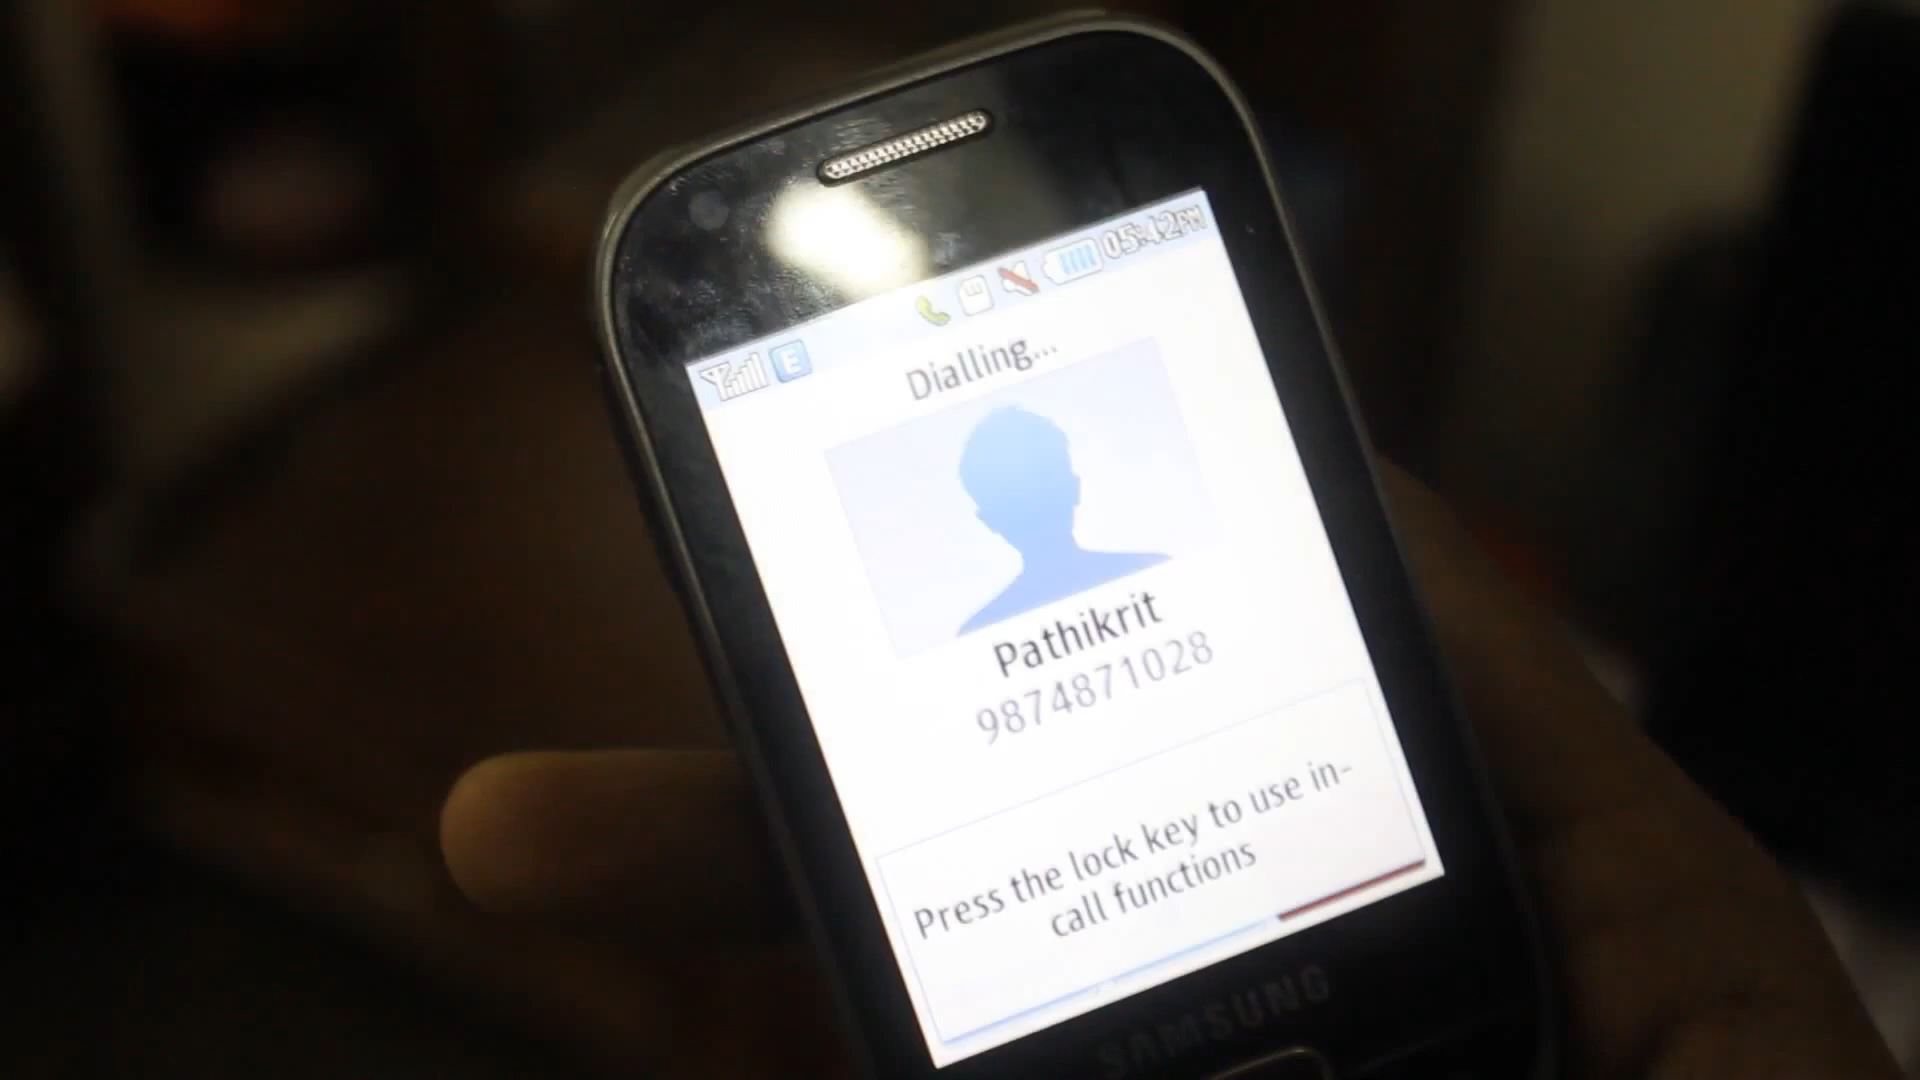 05:42PM
E
Dialling...
Pathikrit
9874871028
Press the lock key to use in-
call functions
SAMSUNG